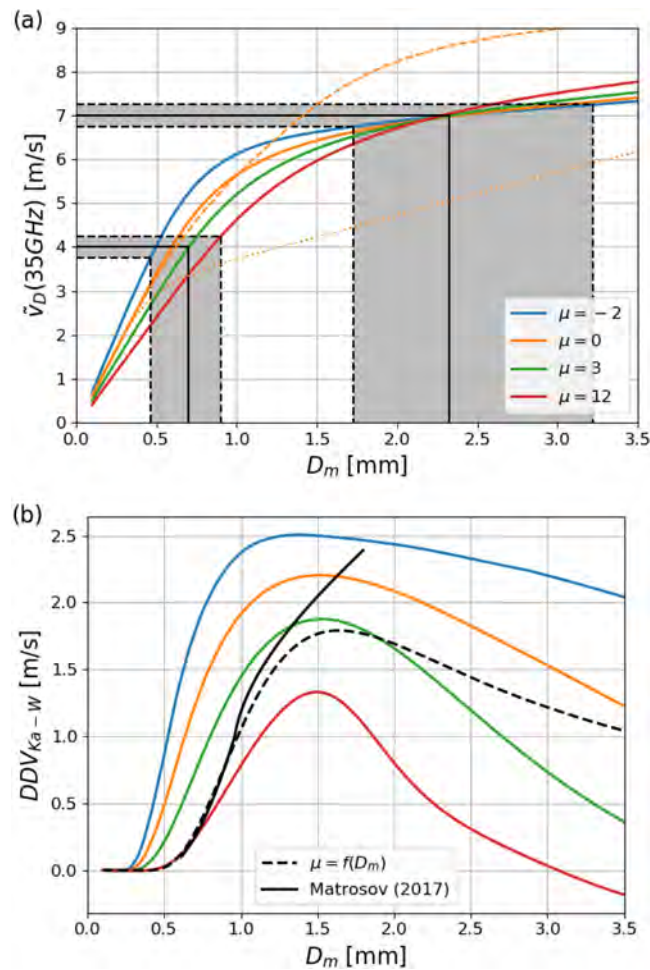 (a)
9
8
7
6
5
4
3
2
1
0
ṽ_D(35GHz) [m/s]
μ = −2
μ = 0
μ = 3
μ = 12
0.0 0.5 1.0 1.5 2.0 2.5 3.0 3.5
D_m [mm]
(b)
2.5
2.0
1.5
1.0
0.5
0.0
DDV_Ka−W [m/s]
μ = f(D_m)
Matrosov (2017)
0.0 0.5 1.0 1.5 2.0 2.5 3.0 3.5
D_m [mm]